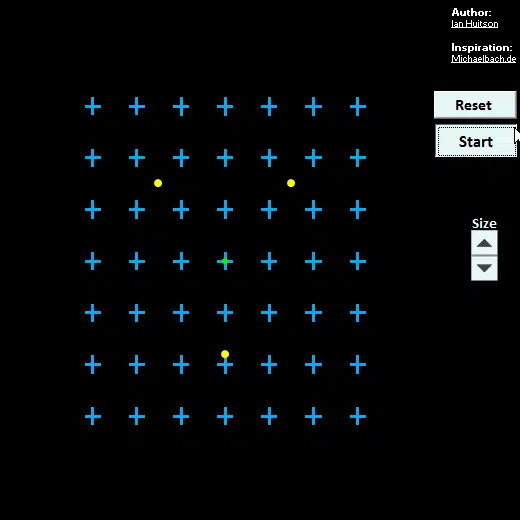 Author:
Ian Huitson
Inspiration:
Michaelbach.de
Reset
Start
Size